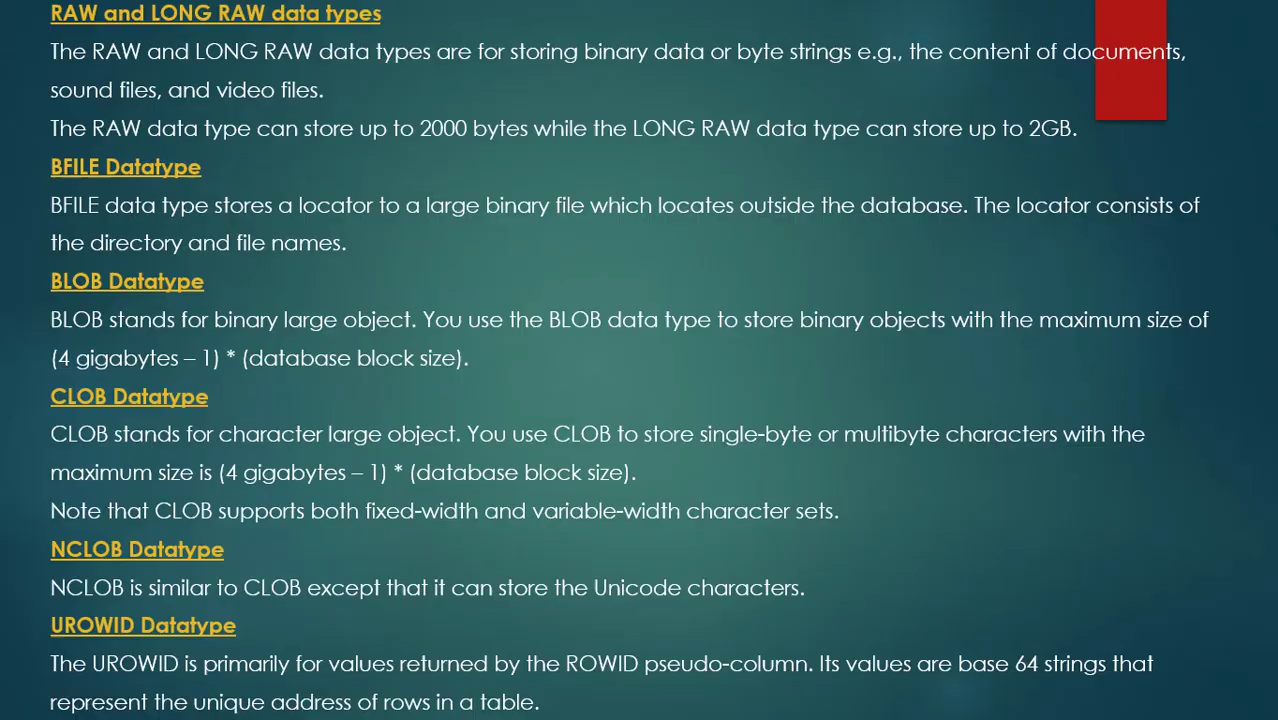 RAW and LONG RAW data types
The RAW and LONG RAW data types are for storing binary data or byte strings e.g., the content of documents,
sound files, and video files.
The RAW data type can store up to 2000 bytes while the LONG RAW data type can store up to 2GB.
BFILE Datatype
BFILE data type stores a locator to a large binary file which locates outside the database. The locator consists of
the directory and file names.
BLOB Datatype
BLOB stands for binary large object. You use the BLOB data type to store binary objects with the maximum size of
(4 gigabytes – 1) * (database block size).
CLOB Datatype
CLOB stands for character large object. You use CLOB to store single-byte or multibyte characters with the
maximum size is (4 gigabytes – 1) * (database block size).
Note that CLOB supports both fixed-width and variable-width character sets.
NCLOB Datatype
NCLOB is similar to CLOB except that it can store the Unicode characters.
UROWID Datatype
The UROWID is primarily for values returned by the ROWID pseudo-column. Its values are base 64 strings that
represent the unique address of rows in a table.